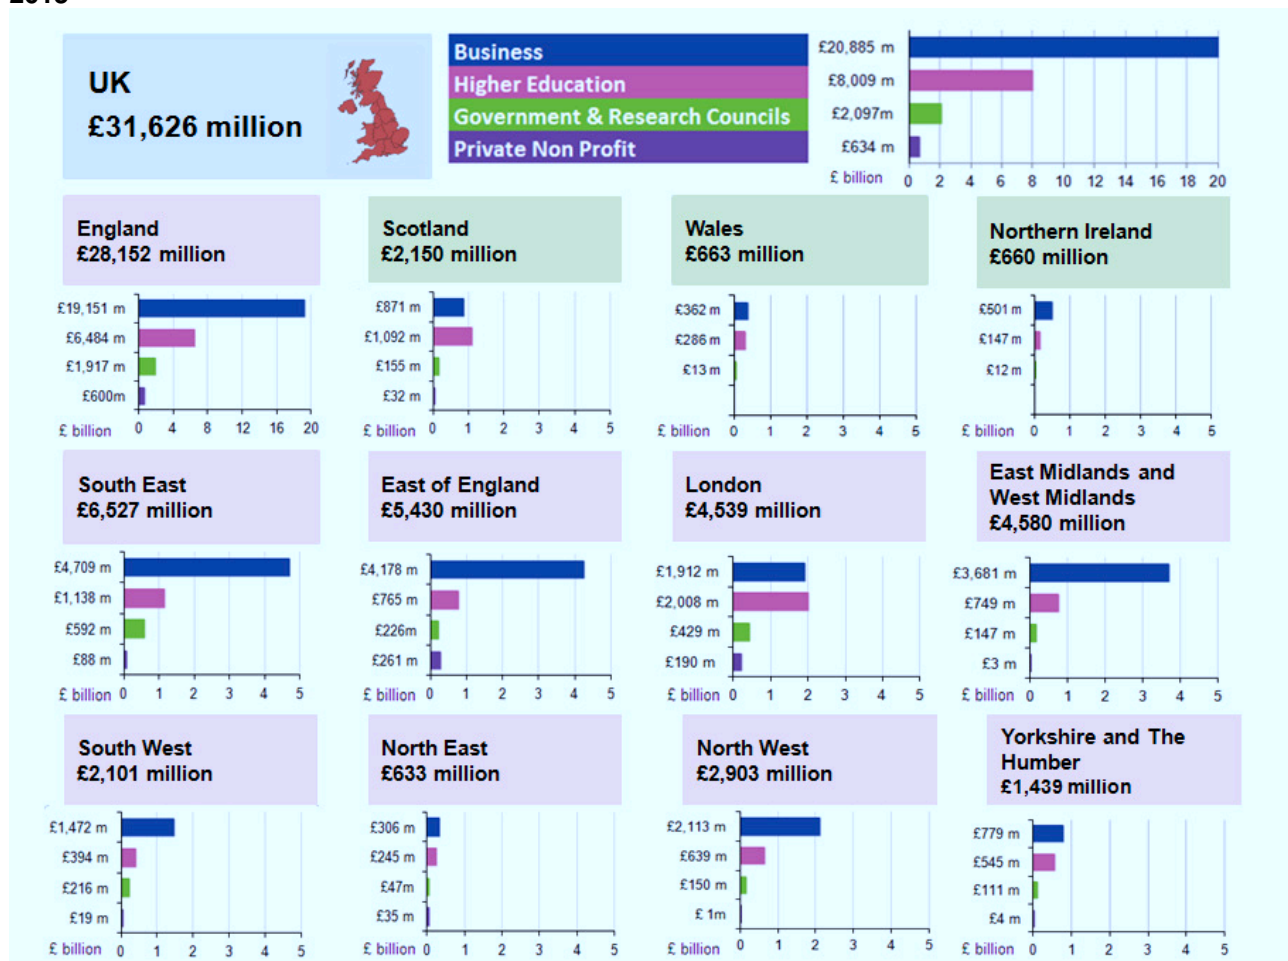 UK
£31,626 million
Business
Higher Education
Government & Research Councils
Private Non Profit
£20,885 m
£8,009 m
£2,097m
£634 m
£ billion 0 2 4 6 8 10 12 14 16 18 20
England
£28,152 million
£19,151 m
£6,484 m
£1,917 m
£600m
£ billion 0 4 8 12 16 20
Scotland
£2,150 million
£871 m
£1,092 m
£155 m
£32 m
£ billion 0 1 2 3 4 5
Wales
£663 million
£362 m
£286 m
£13 m
£ billion 0 1 2 3 4 5
Northern Ireland
£660 million
£501 m
£147 m
£12 m
£ billion 0 1 2 3 4 5
South East
£6,527 million
£4,709 m
£1,138 m
£592 m
£88 m
£ billion 0 1 2 3 4 5
East of England
£5,430 million
£4,178 m
£765 m
£226m
£261 m
£ billion 0 1 2 3 4 5
London
£4,539 million
£1,912 m
£2,008 m
£429 m
£190 m
£ billion 0 1 2 3 4 5
East Midlands and
West Midlands
£4,580 million
£3,681 m
£749 m
£147 m
£3 m
£ billion 0 1 2 3 4 5
South West
£2,101 million
£1,472 m
£394 m
£216 m
£19 m
£ billion 0 1 2 3 4 5
North East
£633 million
£306 m
£245 m
£47m
£35 m
£ billion 0 1 2 3 4 5
North West
£2,903 million
£2,113 m
£639 m
£150 m
£ 1m
£ billion 0 1 2 3 4 5
Yorkshire and The
Humber
£1,439 million
£779 m
£545 m
£111 m
£4 m
£ billion 0 1 2 3 4 5